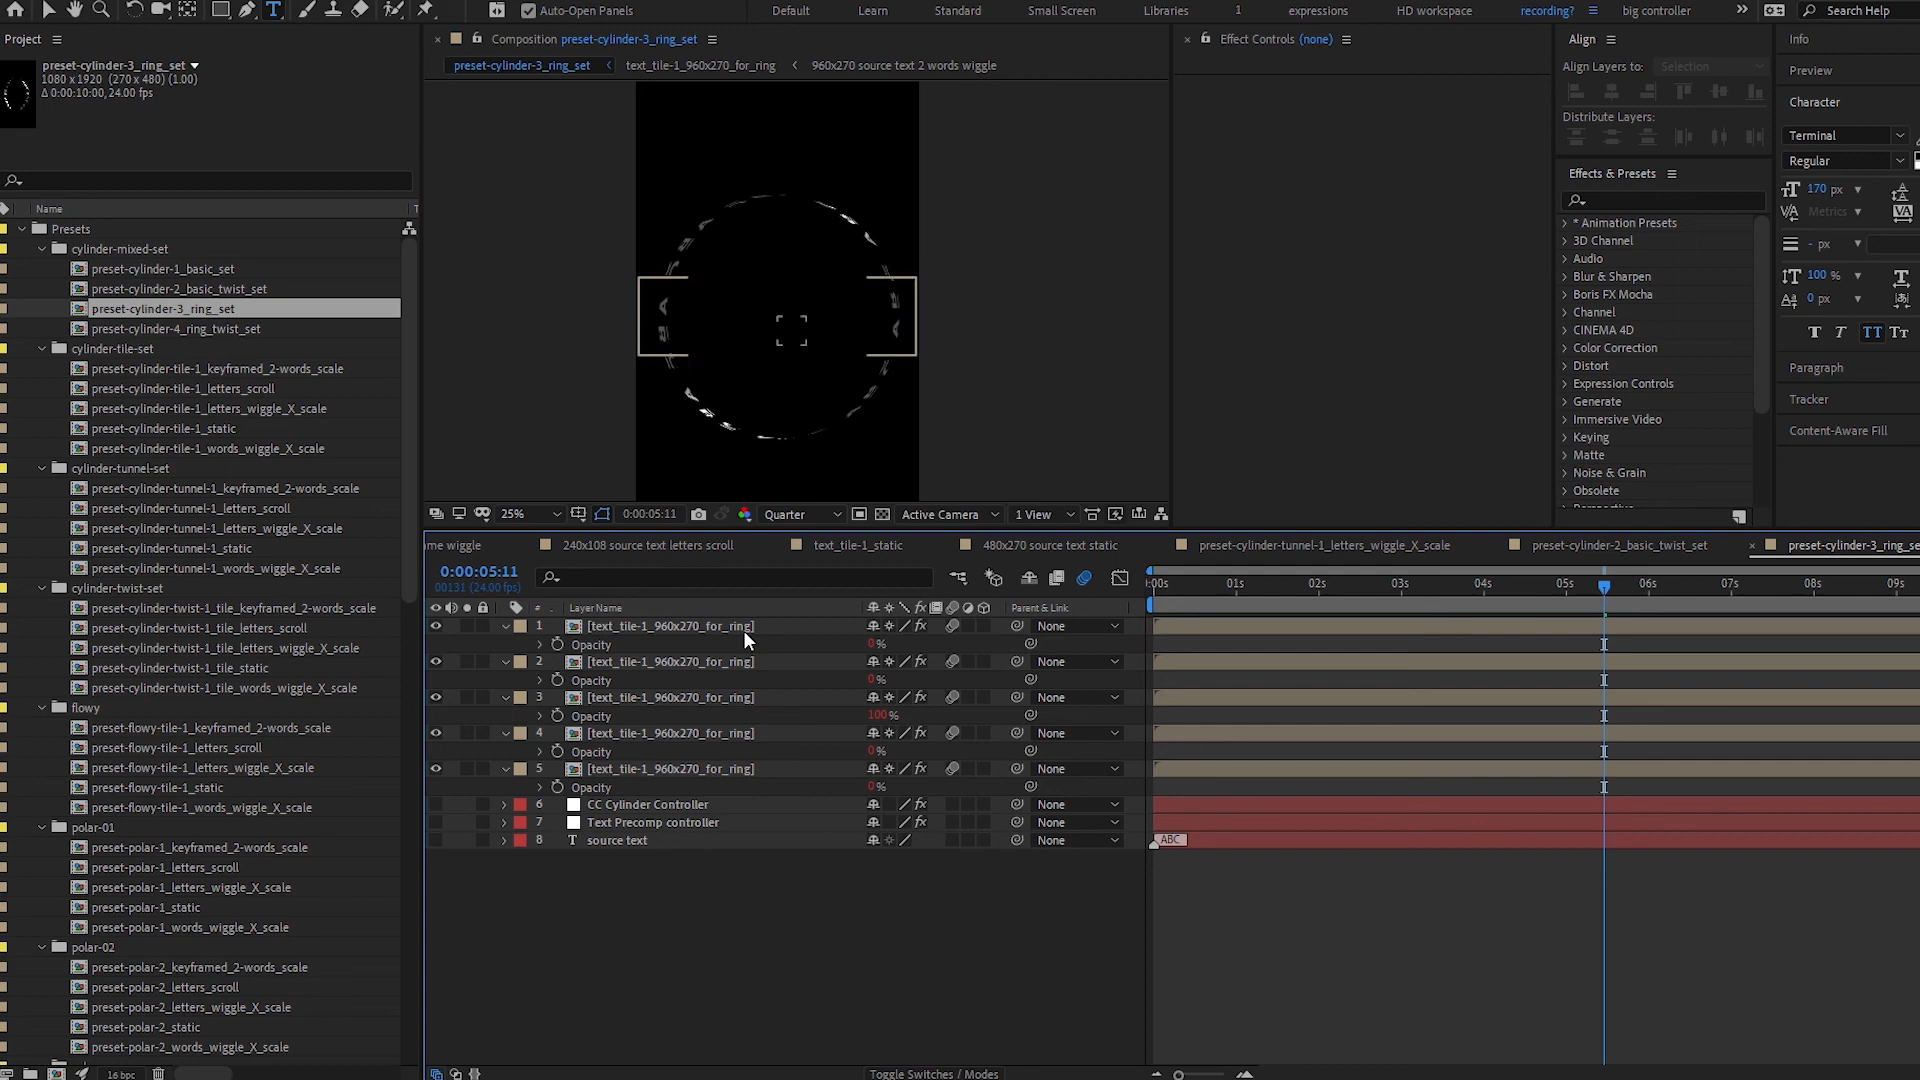 Auto-Open Panels
Default
Learn
Standard
Small Screen
Libraries
1
expressions
HD workspace
recording?
big controller
Search Help
Project
preset-cylinder-3_ring_set
1080 x 1920 (270 x 480) (1.00)
Δ 0:00:10:00, 24.00 fps
Composition preset-cylinder-3_ring_set
preset-cylinder-3_ring_set
text_tile-1_960x270_for_ring
960x270 source text 2 words wiggle
Effect Controls (none)
Align
Align Layers to: Selection
Distribute Layers:
Info
Preview
Character
Terminal
Regular
170 px
Metrics
- px
100 %
0 px
T T TT Tt
Paragraph
Tracker
Content-Aware Fill
Effects & Presets
* Animation Presets
3D Channel
Audio
Blur & Sharpen
Boris FX Mocha
Channel
CINEMA 4D
Color Correction
Distort
Expression Controls
Generate
Immersive Video
Keying
Matte
Noise & Grain
Obsolete
Name
T
Presets
cylinder-mixed-set
preset-cylinder-1_basic_set
preset-cylinder-2_basic_twist_set
preset-cylinder-3_ring_set
preset-cylinder-4_ring_twist_set
cylinder-tile-set
preset-cylinder-tile-1_keyframed_2-words_scale
preset-cylinder-tile-1_letters_scroll
preset-cylinder-tile-1_letters_wiggle_X_scale
preset-cylinder-tile-1_static
preset-cylinder-tile-1_words_wiggle_X_scale
cylinder-tunnel-set
preset-cylinder-tunnel-1_keyframed_2-words_scale
preset-cylinder-tunnel-1_letters_scroll
preset-cylinder-tunnel-1_letters_wiggle_X_scale
preset-cylinder-tunnel-1_static
preset-cylinder-tunnel-1_words_wiggle_X_scale
cylinder-twist-set
preset-cylinder-twist-1_tile_keyframed_2-words_scale
preset-cylinder-twist-1_tile_letters_scroll
preset-cylinder-twist-1_tile_letters_wiggle_X_scale
preset-cylinder-twist-1_tile_static
preset-cylinder-twist-1_tile_words_wiggle_X_scale
flowy
preset-flowy-tile-1_keyframed_2-words_scale
preset-flowy-tile-1_letters_scroll
preset-flowy-tile-1_letters_wiggle_X_scale
preset-flowy-tile-1_static
preset-flowy-tile-1_words_wiggle_X_scale
polar-01
preset-polar-1_keyframed_2-words_scale
preset-polar-1_letters_scroll
preset-polar-1_letters_wiggle_X_scale
preset-polar-1_static
preset-polar-1_words_wiggle_X_scale
polar-02
preset-polar-2_keyframed_2-words_scale
preset-polar-2_letters_scroll
preset-polar-2_letters_wiggle_X_scale
preset-polar-2_static
preset-polar-2_words_wiggle_X_scale
16 bpc
25%
0:00:05:11
Quarter
Active Camera
1 View
me wiggle
240x108 source text letters scroll
text_tile-1_static
480x270 source text static
preset-cylinder-tunnel-1_letters_wiggle_X_scale
preset-cylinder-2_basic_twist_set
preset-cylinder-3_ring_se
0:00:05:11
00131 (24.00 fps)
:00s 01s 02s 03s 04s 05s 06s 07s 08s 09s
# Layer Name fx Parent & Link
1 [text_tile-1_960x270_for_ring] fx None
Opacity 0 %
2 [text_tile-1_960x270_for_ring] fx None
Opacity 0 %
3 [text_tile-1_960x270_for_ring] fx None
Opacity 100 %
4 [text_tile-1_960x270_for_ring] fx None
Opacity 0 %
5 [text_tile-1_960x270_for_ring] fx None
Opacity 0 %
6 CC Cylinder Controller fx None
7 Text Precomp controller fx None
8 T source text None
ABC
Toggle Switches / Modes